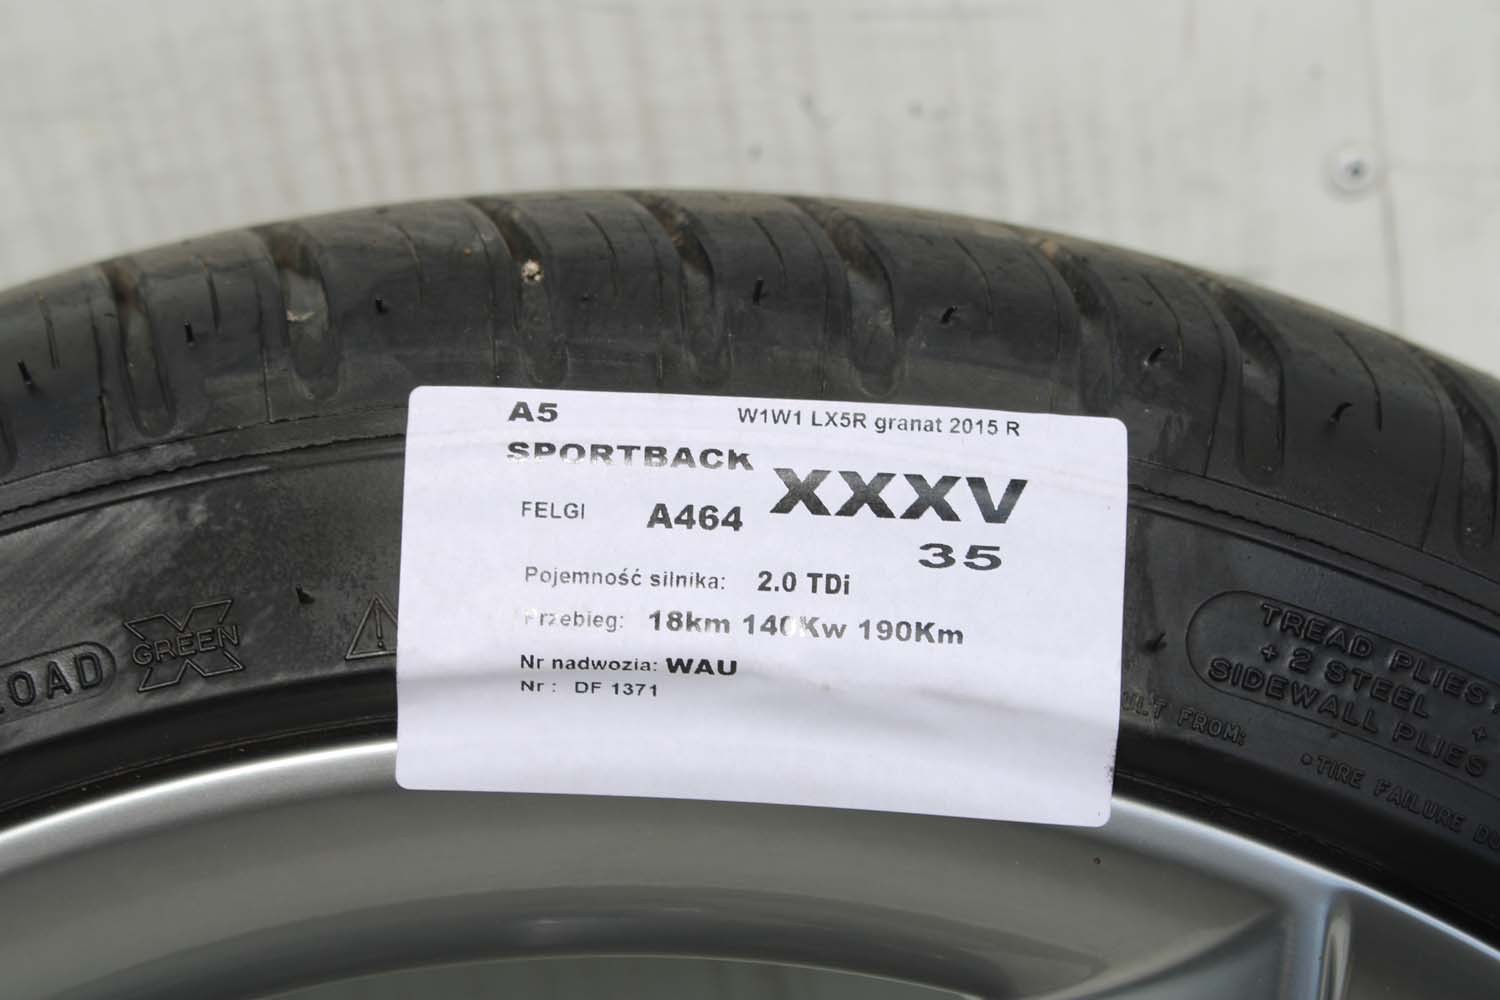 A5
W1W1 LX5R granat 2015 R
SPORTBACK
XXXV
FELGI A464
35
Pojemność silnika: 2.0 TDi
Przebieg: 18km 140Kw 190Km
Nr nadwozia: WAU
Nr : DF 1371
LOAD
GREEN X
TREAD PLIES
+ 2 STEEL +
SIDEWALL PLIES
FROM:
• TIRE FAILURE